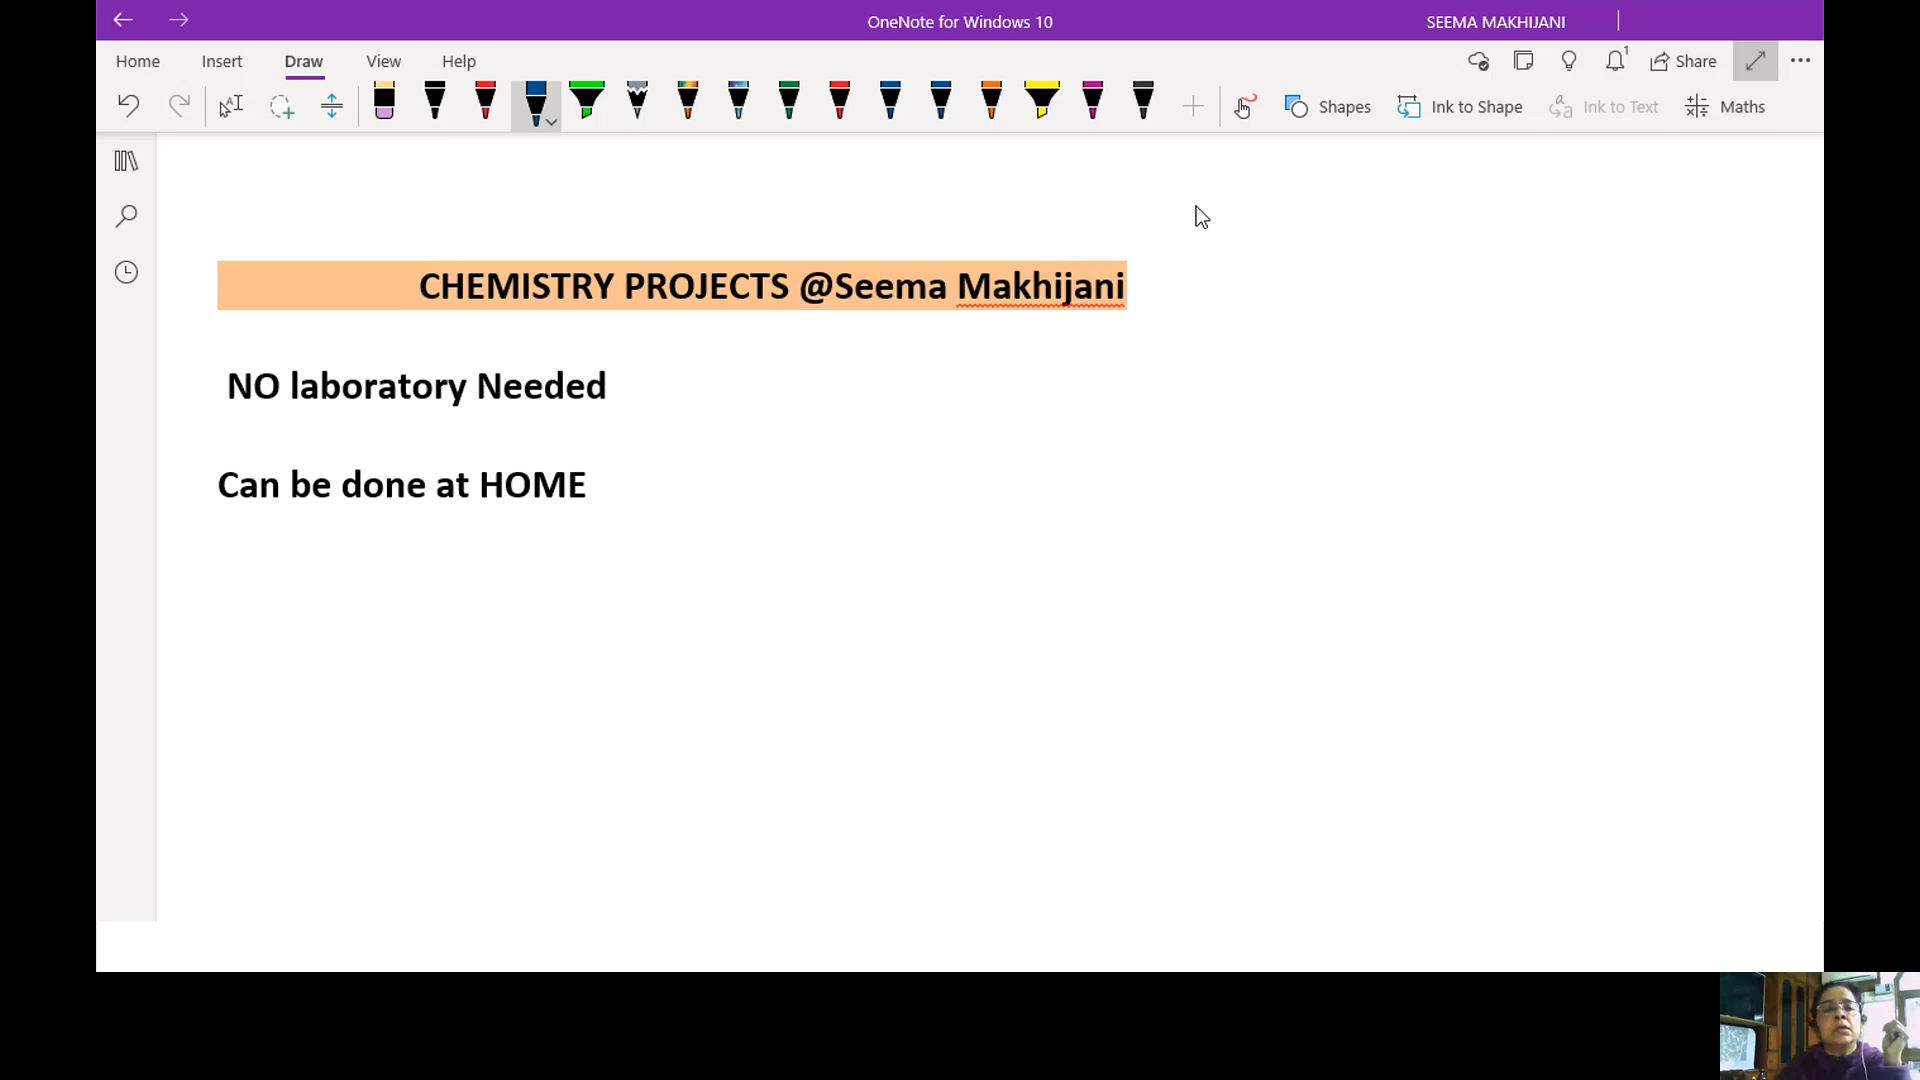 OneNote for Windows 10
SEEMA MAKHIJANI
Home Insert Draw View Help
1
Share
Shapes Ink to Shape Ink to Text Maths
CHEMISTRY PROJECTS @Seema Makhijani
NO laboratory Needed
Can be done at HOME